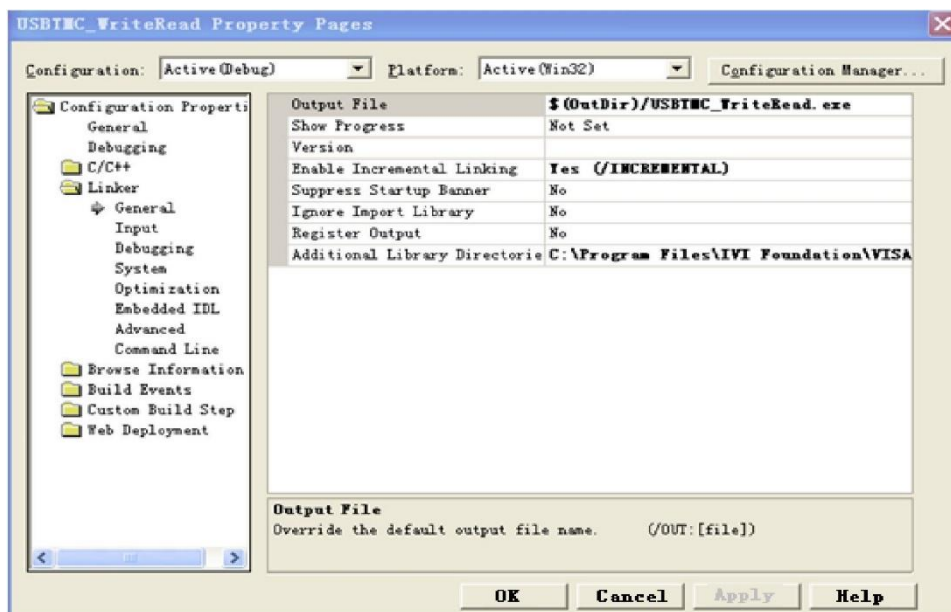 USBTMC_WriteRead Property Pages
Configuration: Active(Debug) Platform: Active(Win32) Configuration Manager...
Configuration Properti
General
Debugging
C/C++
Linker
General
Input
Debugging
System
Optimization
Embedded IDL
Advanced
Command Line
Browse Information
Build Events
Custom Build Step
Web Deployment
Output File $(OutDir)/USBTMC_WriteRead.exe
Show Progress Not Set
Version
Enable Incremental Linking Yes (/INCREMENTAL)
Suppress Startup Banner No
Ignore Import Library No
Register Output No
Additional Library Directorie C:\Program Files\IVI Foundation\VISA
Output File
Override the default output file name. (/OUT:[file])
OK Cancel Apply Help